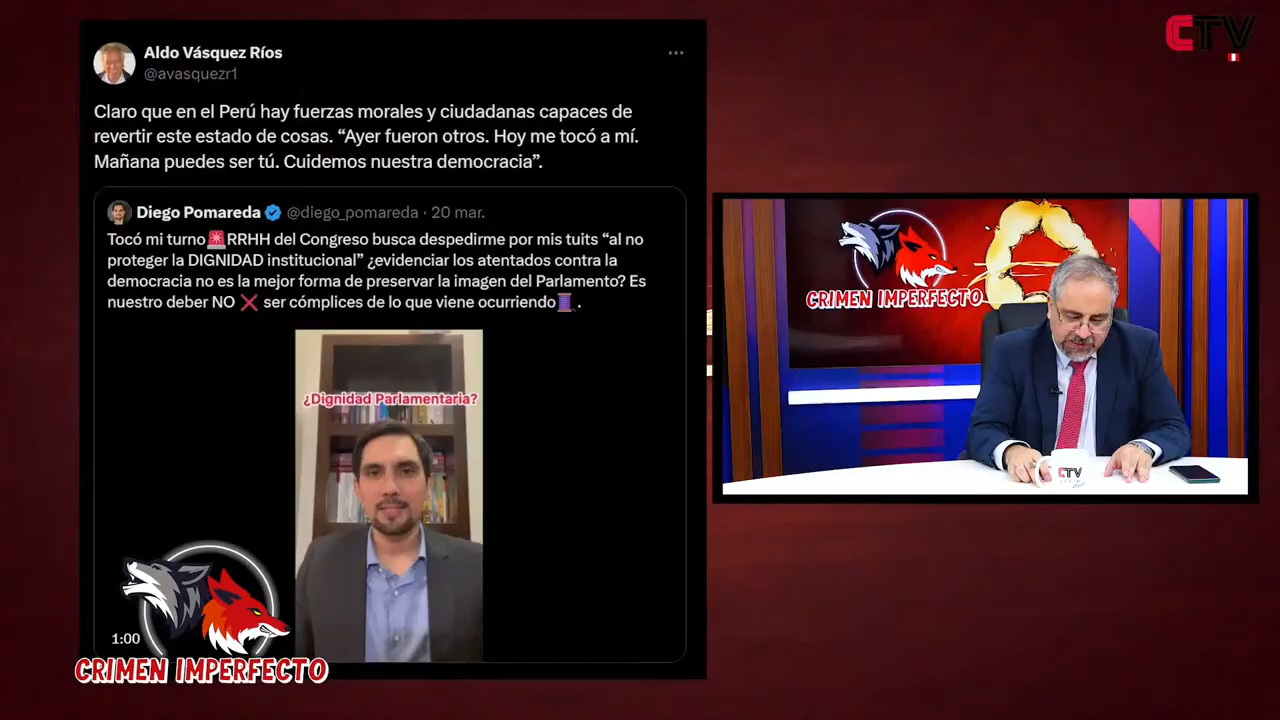 Aldo Vásquez Ríos
@avasquezr1
Claro que en el Perú hay fuerzas morales y ciudadanas capaces de
revertir este estado de cosas. “Ayer fueron otros. Hoy me tocó a mí.
Mañana puedes ser tú. Cuidemos nuestra democracia”.
Diego Pomareda @diego_pomareda · 20 mar.
Tocó mi turno🚨RRHH del Congreso busca despedirme por mis tuits “al no
proteger la DIGNIDAD institucional” ¿evidenciar los atentados contra la
democracia no es la mejor forma de preservar la imagen del Parlamento? Es
nuestro deber NO ❌ ser cómplices de lo que viene ocurriendo🧵.
¿Dignidad Parlamentaria?
1:00
CRIMEN IMPERFECTO
CTV
CRIMEN IMPERFECTO
CTV